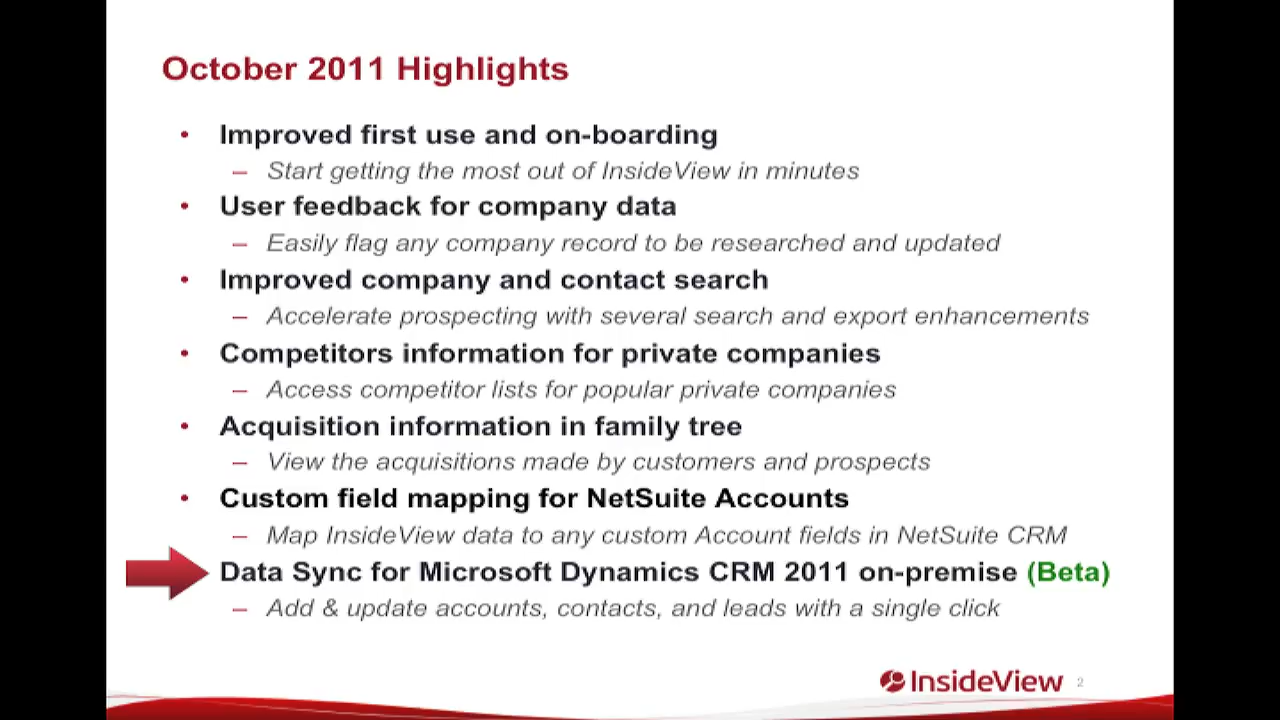 October 2011 Highlights
• Improved first use and on-boarding
– Start getting the most out of InsideView in minutes
• User feedback for company data
– Easily flag any company record to be researched and updated
• Improved company and contact search
– Accelerate prospecting with several search and export enhancements
• Competitors information for private companies
– Access competitor lists for popular private companies
• Acquisition information in family tree
– View the acquisitions made by customers and prospects
• Custom field mapping for NetSuite Accounts
– Map InsideView data to any custom Account fields in NetSuite CRM
Data Sync for Microsoft Dynamics CRM 2011 on-premise (Beta)
– Add & update accounts, contacts, and leads with a single click
InsideView 2